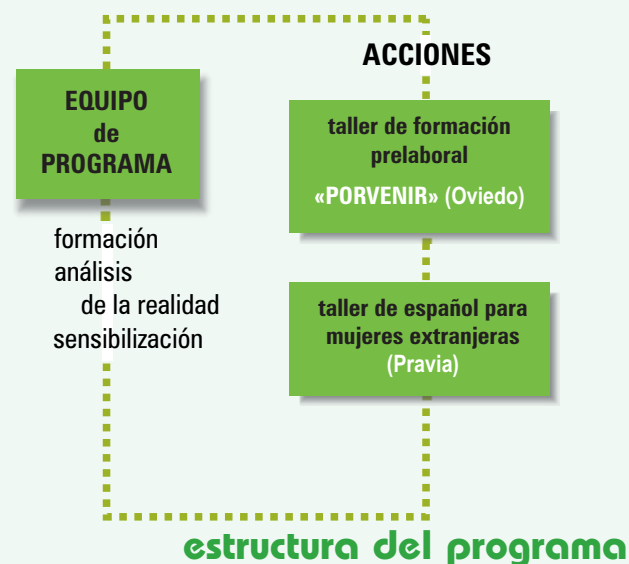 EQUIPO
de
PROGRAMA
formación
análisis
de la realidad
sensibilización
ACCIONES
taller de formación
prelaboral
«PORVENIR» (Oviedo)
taller de español para
mujeres extranjeras
(Pravia)
estructura del programa